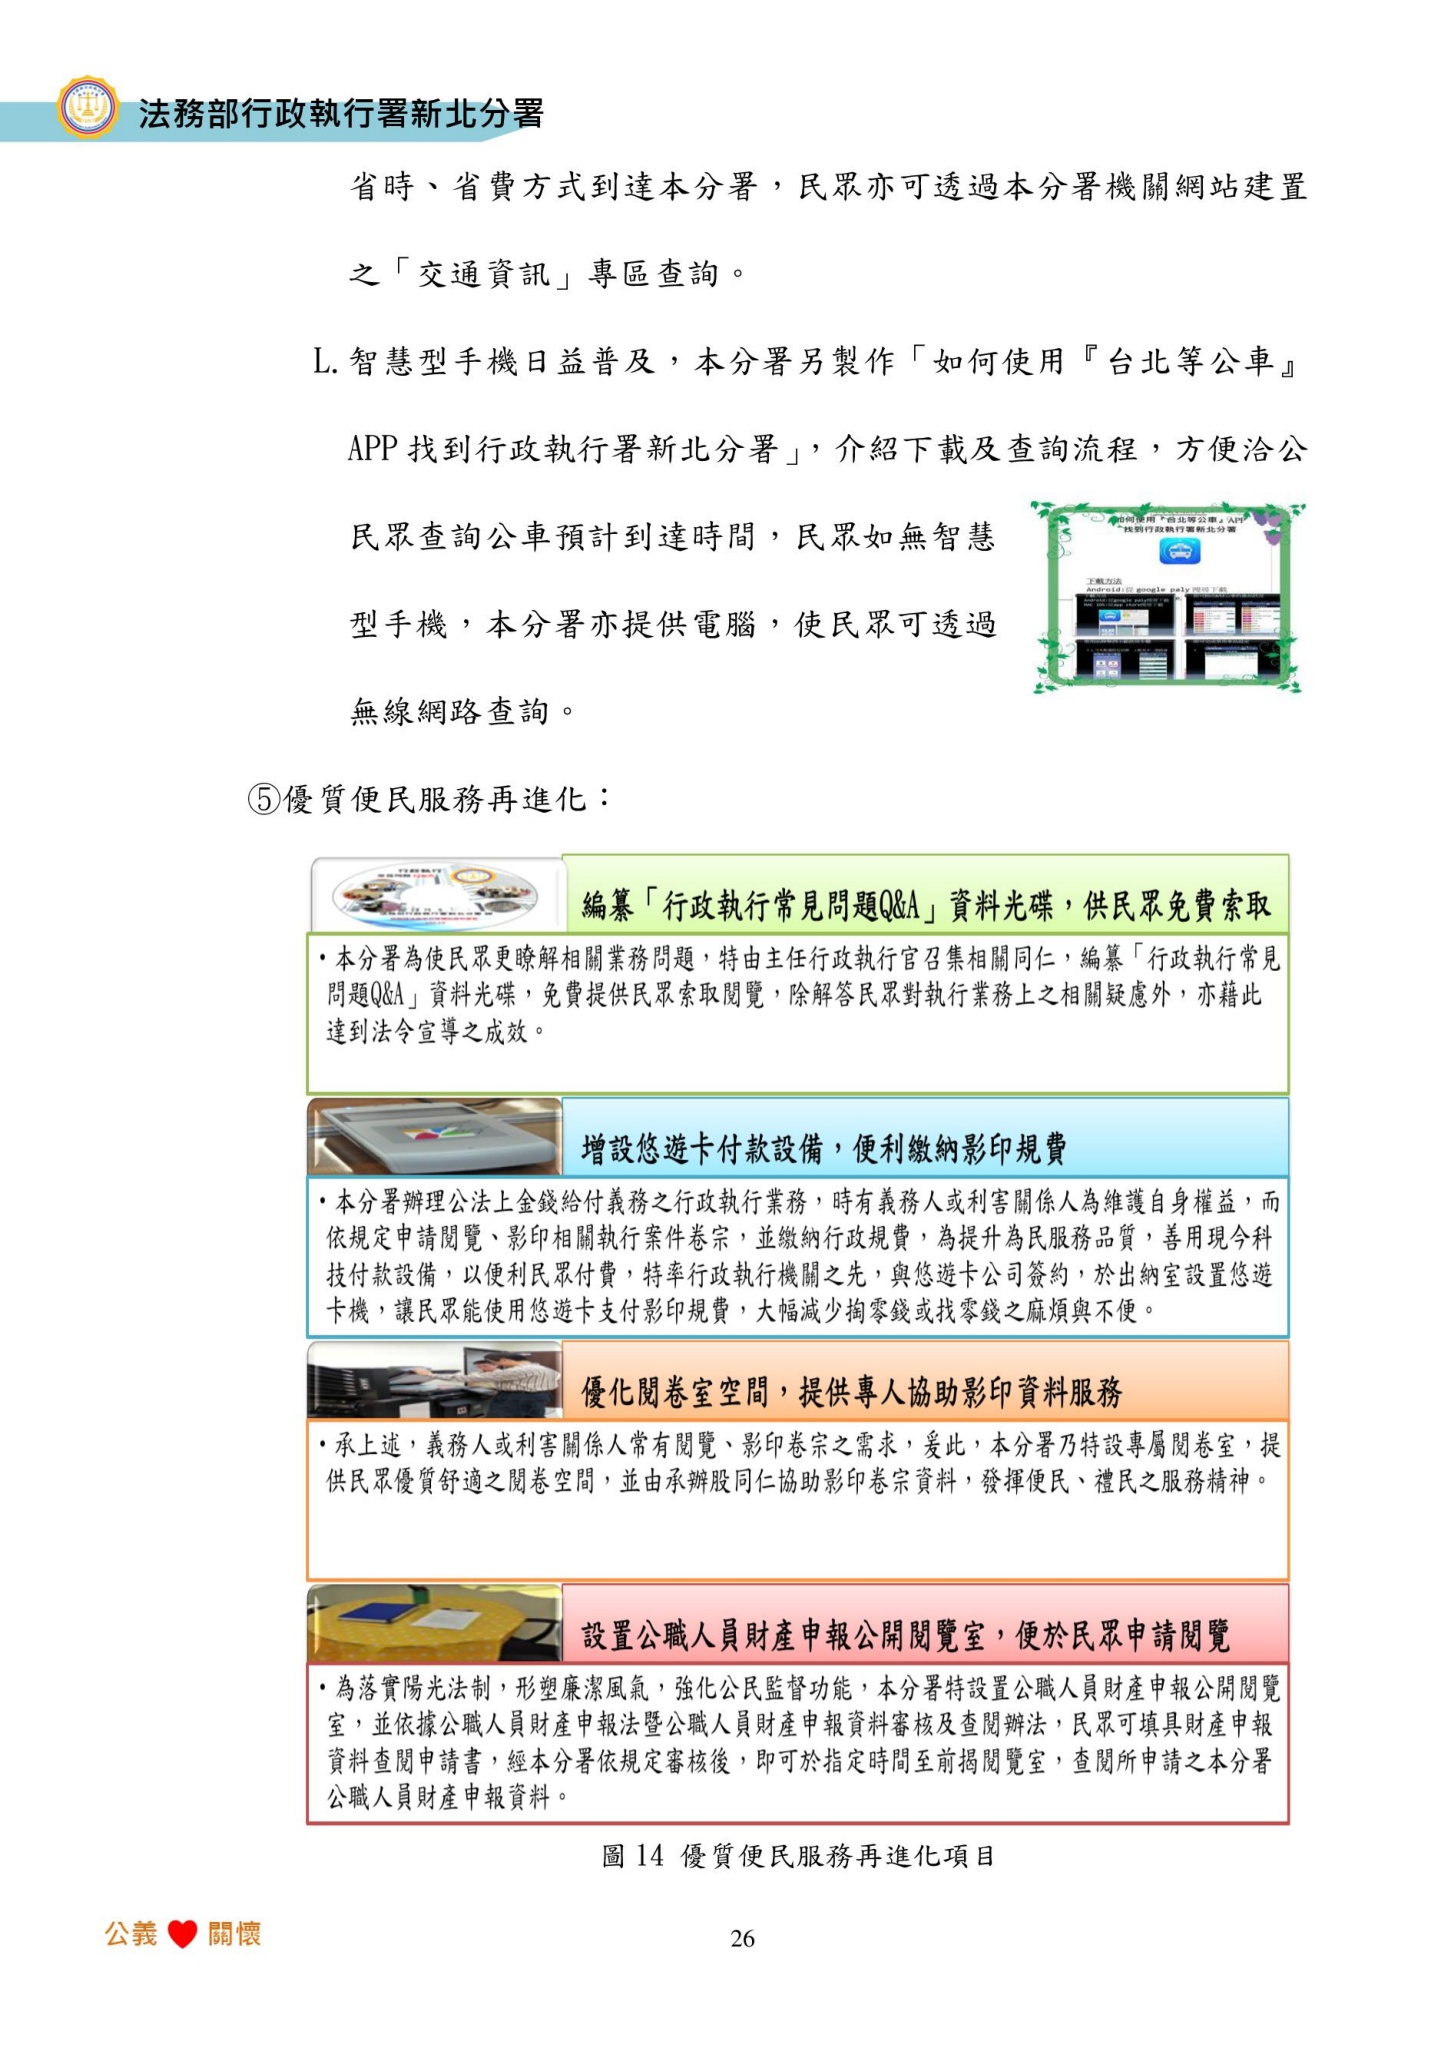 法務部行政執行署新北分署
省時、省費方式到達本分署，民眾亦可透過本分署機關網站建置
之「交通資訊」專區查詢。
L.智慧型手機日益普及，本分署另製作「如何使用『台北等公車』
APP 找到行政執行署新北分署」，介紹下載及查詢流程，方便洽公
民眾查詢公車預計到達時間，民眾如無智慧
型手機，本分署亦提供電腦，使民眾可透過
無線網路查詢。
如何使用『台北等公車』APP
找到行政執行署新北分署
下載方法
Android:從 google paly 搜尋下載
⑤優質便民服務再進化：
行政執行
編纂「行政執行常見問題Q&A」資料光碟，供民眾免費索取
•本分署為使民眾更瞭解相關業務問題，特由主任行政執行官召集相關同仁，編纂「行政執行常見
問題Q&A」資料光碟，免費提供民眾索取閱覽，除解答民眾對執行業務上之相關疑慮外，亦藉此
達到法令宣導之成效。
增設悠遊卡付款設備，便利繳納影印規費
•本分署辦理公法上金錢給付義務之行政執行業務，時有義務人或利害關係人為維護自身權益，而
依規定申請閱覽、影印相關執行案件卷宗，並繳納行政規費，為提升為民服務品質，善用現今科
技付款設備，以便利民眾付費，特率行政執行機關之先，與悠遊卡公司簽約，於出納室設置悠遊
卡機，讓民眾能使用悠遊卡支付影印規費，大幅減少掏零錢或找零錢之麻煩與不便。
優化閱卷室空間，提供專人協助影印資料服務
•承上述，義務人或利害關係人常有閱覽、影印卷宗之需求，爰此，本分署乃特設專屬閱卷室，提
供民眾優質舒適之閱卷空間，並由承辦股同仁協助影印卷宗資料，發揮便民、禮民之服務精神。
設置公職人員財產申報公開閱覽室，便於民眾申請閱覽
•為落實陽光法制，形塑廉潔風氣，強化公民監督功能，本分署特設置公職人員財產申報公開閱覽
室，並依據公職人員財產申報法暨公職人員財產申報資料審核及查閱辦法，民眾可填具財產申報
資料查閱申請書，經本分署依規定審核後，即可於指定時間至前揭閱覽室，查閱所申請之本分署
公職人員財產申報資料。
圖 14 優質便民服務再進化項目
公義 關懷
26